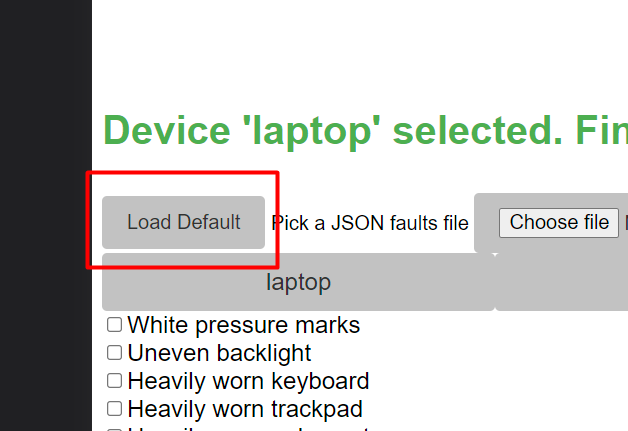 Device 'laptop' selected. Fin
Load Default Pick a JSON faults file Choose file
laptop
White pressure marks
Uneven backlight
Heavily worn keyboard
Heavily worn trackpad